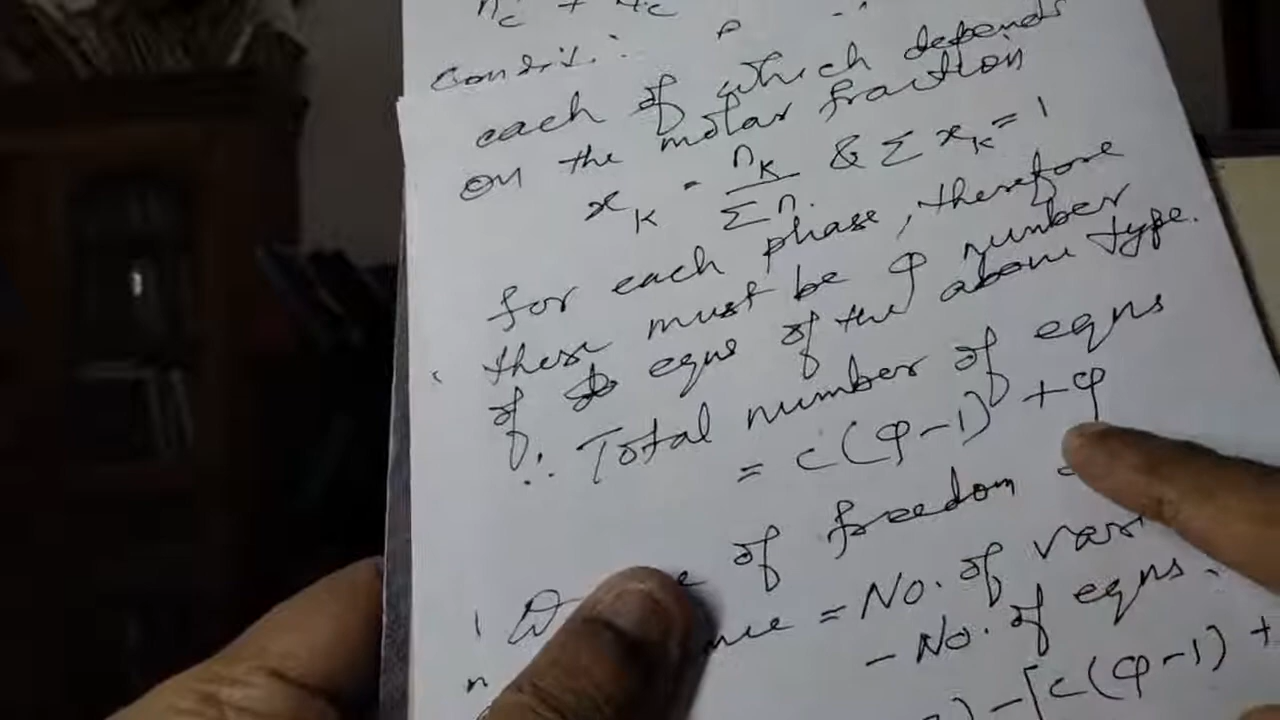 each of which depends
on the molar fraction
x_K = n_K / Σn & Σ x_K = 1
for each phase, therefore
there must be φ number
of eqns of the above type.
∴ Total number of eqns
= c(φ-1) + φ
of freedom
= No. of
- No. of eqns.
) - [c(φ-1) +